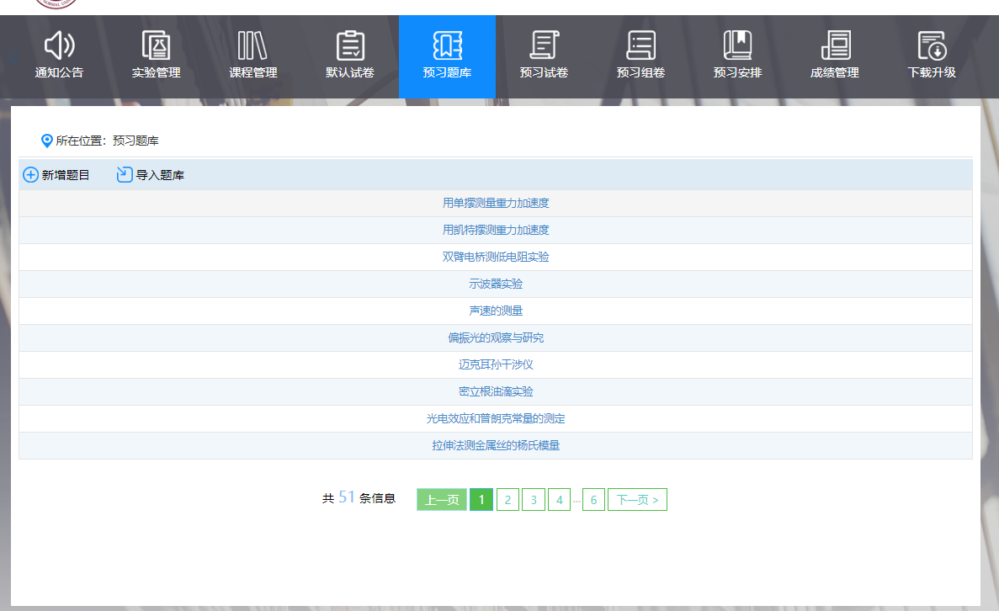 通知公告 实验管理 课程管理 默认试卷 预习题库 预习试卷 预习组卷 预习安排 成绩管理 下载升级
所在位置：预习题库
新增题目 导入题库
用单摆测量重力加速度
用凯特摆测重力加速度
双臂电桥测低电阻实验
示波器实验
声速的测量
偏振光的观察与研究
迈克耳孙干涉仪
密立根油滴实验
光电效应和普朗克常量的测定
拉伸法测金属丝的杨氏模量
共 51 条信息 上一页 1 2 3 4 ... 6 下一页 >